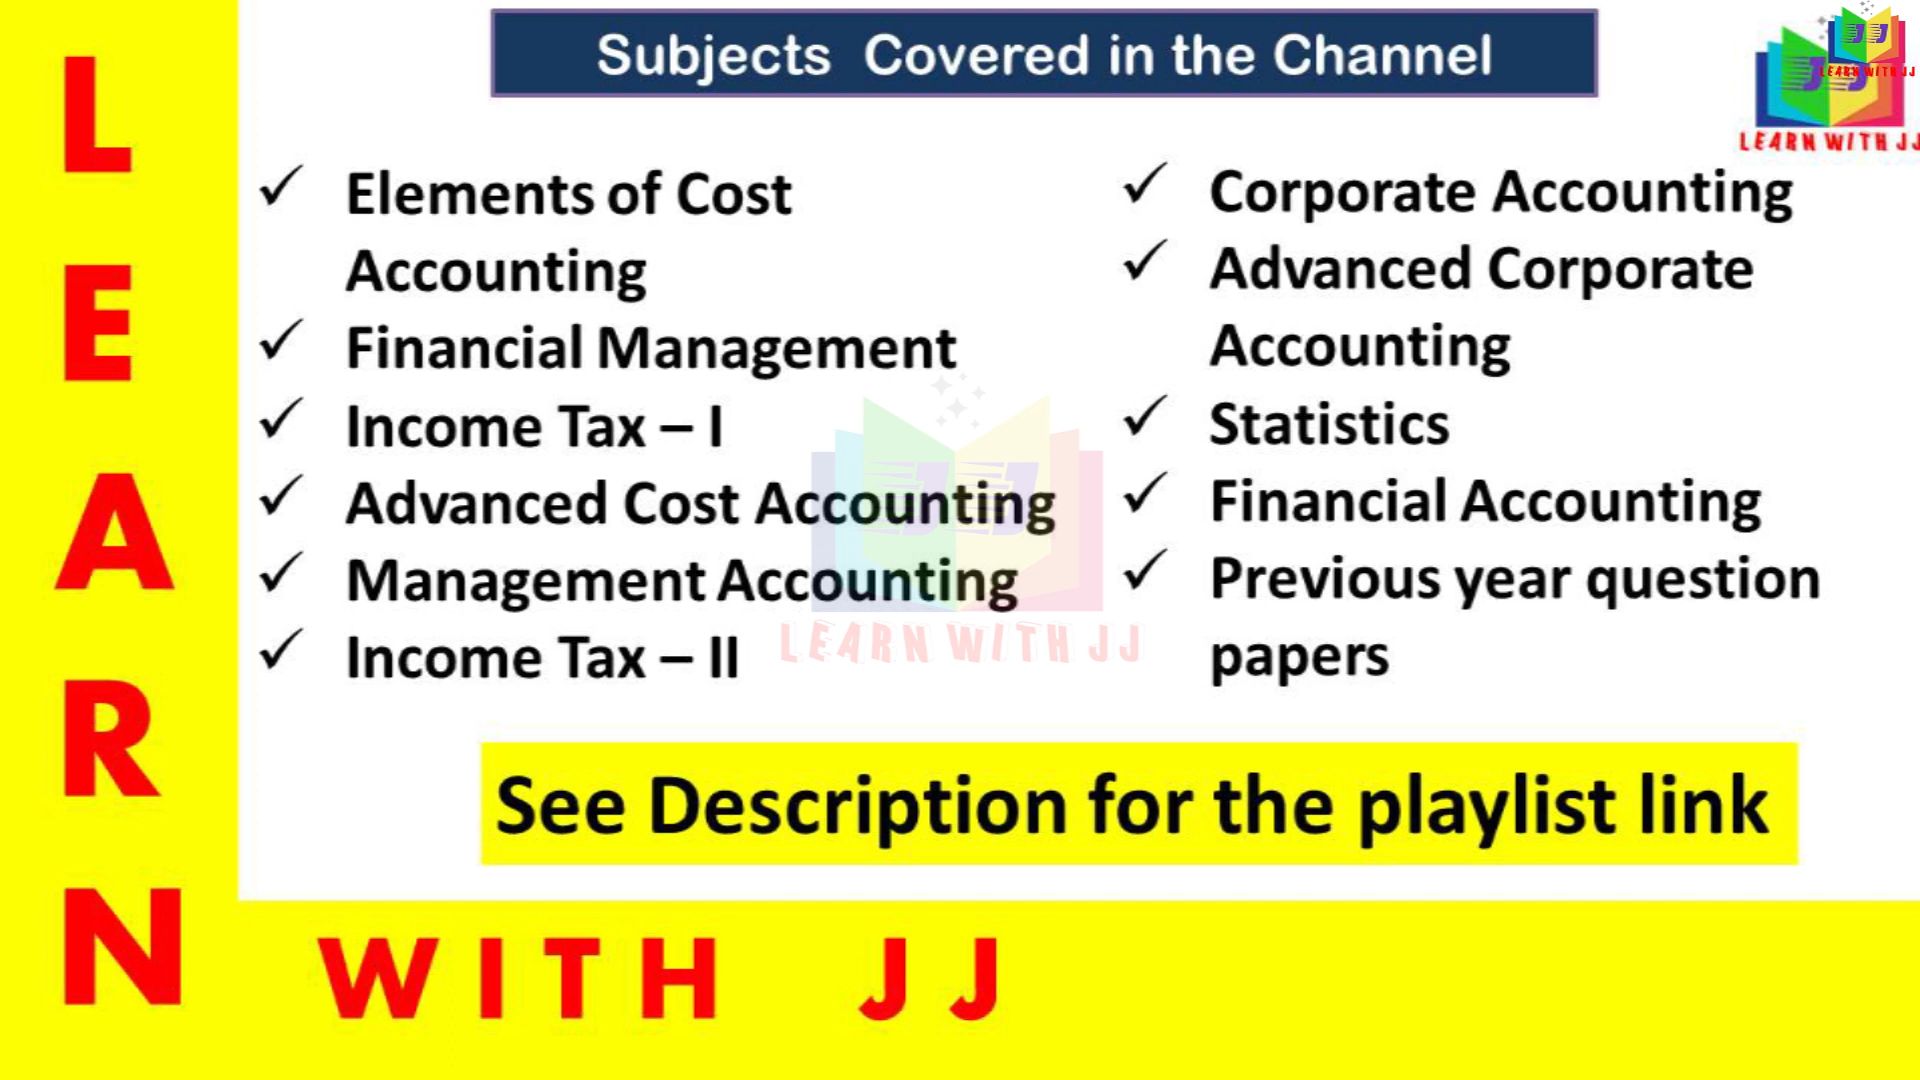 Subjects Covered in the Channel
LEARN WITH JJ
LEARN WITH JJ
Elements of Cost
Accounting
Financial Management
Income Tax – I
Advanced Cost Accounting
Management Accounting
Income Tax – II
Corporate Accounting
Advanced Corporate
Accounting
Statistics
Financial Accounting
Previous year question
papers
LEARN WITH JJ
See Description for the playlist link
L
E
A
R
N
WITH JJ